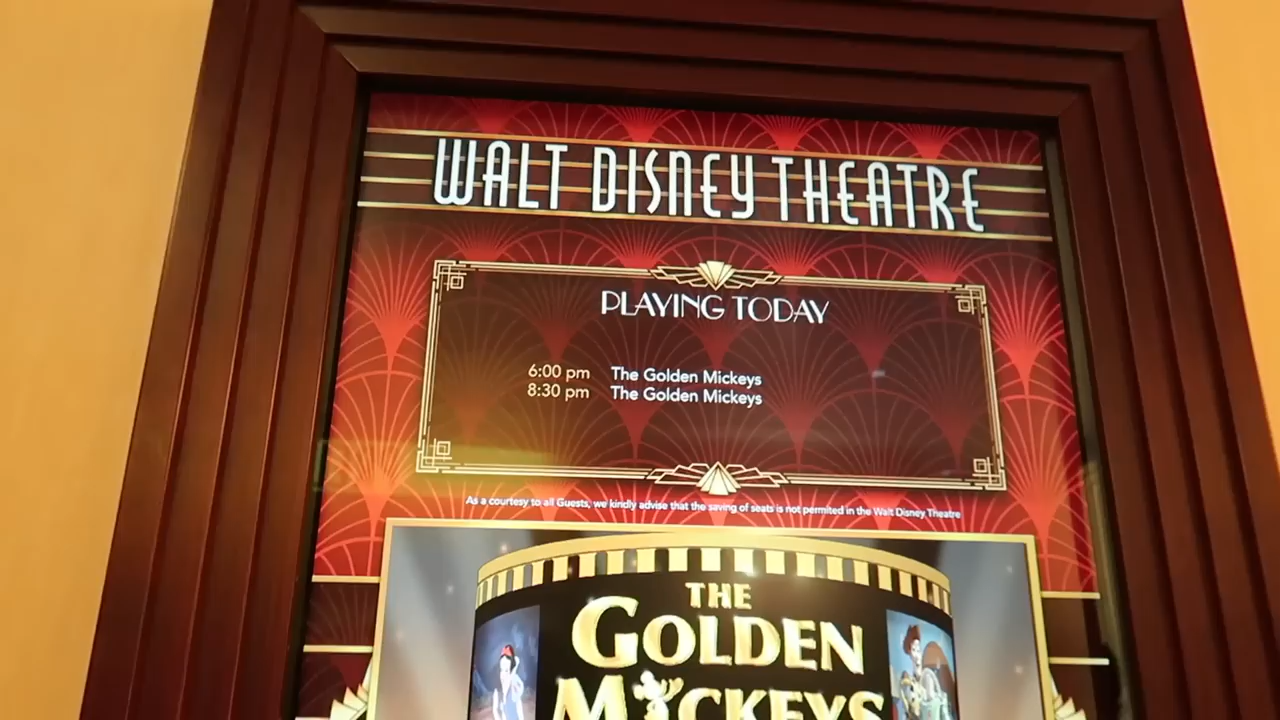 WALT DISNEY THEATRE
PLAYING TODAY
6:00 pm The Golden Mickeys
8:30 pm The Golden Mickeys
As a courtesy to all Guests, we kindly advise that the saving of seats is not permited in the Walt Disney Theatre
THE
GOLDEN
MICKEYS